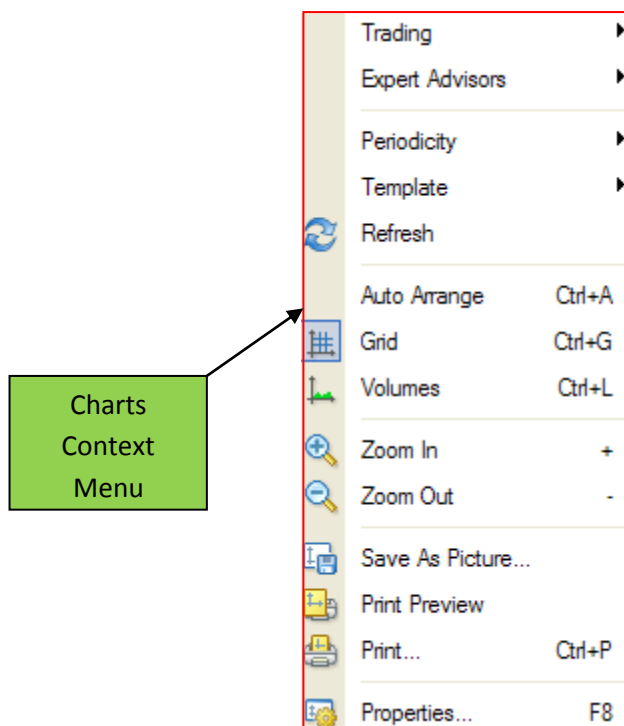 Trading
Expert Advisors
Periodicity
Template
Refresh
Auto Arrange Ctrl+A
Grid Ctrl+G
Volumes Ctrl+L
Zoom In +
Zoom Out -
Save As Picture...
Print Preview
Print... Ctrl+P
Properties... F8
Charts
Context
Menu